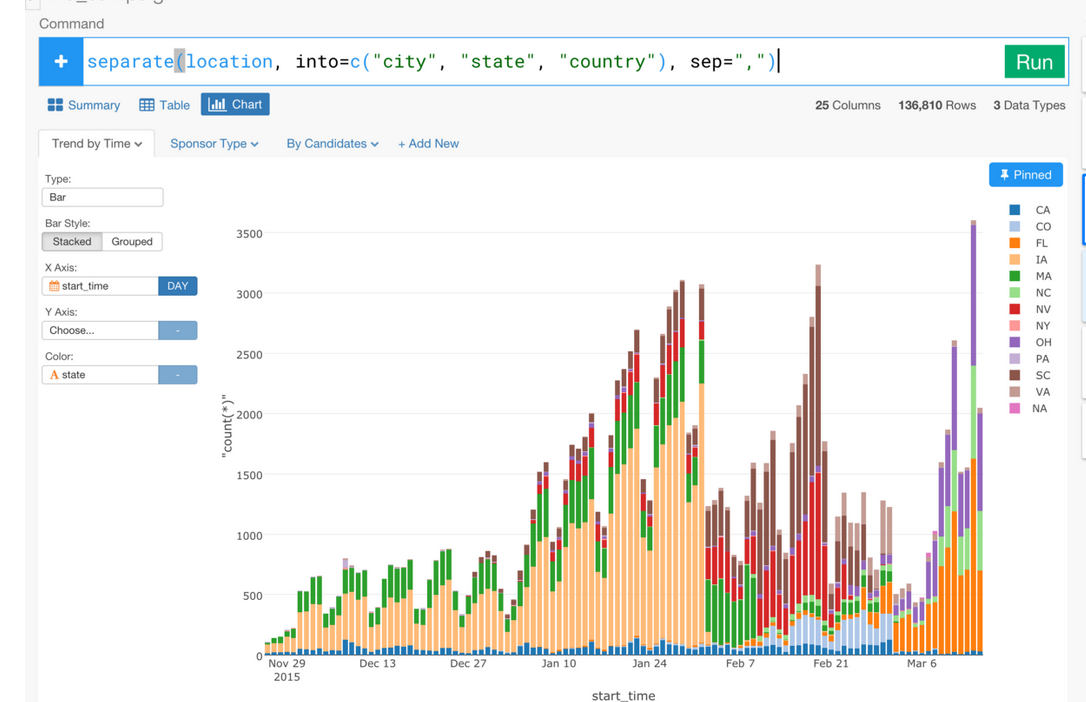 Command
+ separate(location, into=c("city", "state", "country"), sep=",") Run
Summary Table Chart 25 Columns 136,810 Rows 3 Data Types
Trend by Time Sponsor Type By Candidates + Add New
Pinned
Type:
Bar
Bar Style:
Stacked Grouped
X Axis:
start_time DAY
Y Axis:
Choose... -
Color:
A state -
"count(*)"
3500
3000
2500
2000
1500
1000
500
0
Nov 29 Dec 13 Dec 27 Jan 10 Jan 24 Feb 7 Feb 21 Mar 6
2015
start_time
CA
CO
FL
IA
MA
NC
NV
NY
OH
PA
SC
VA
NA